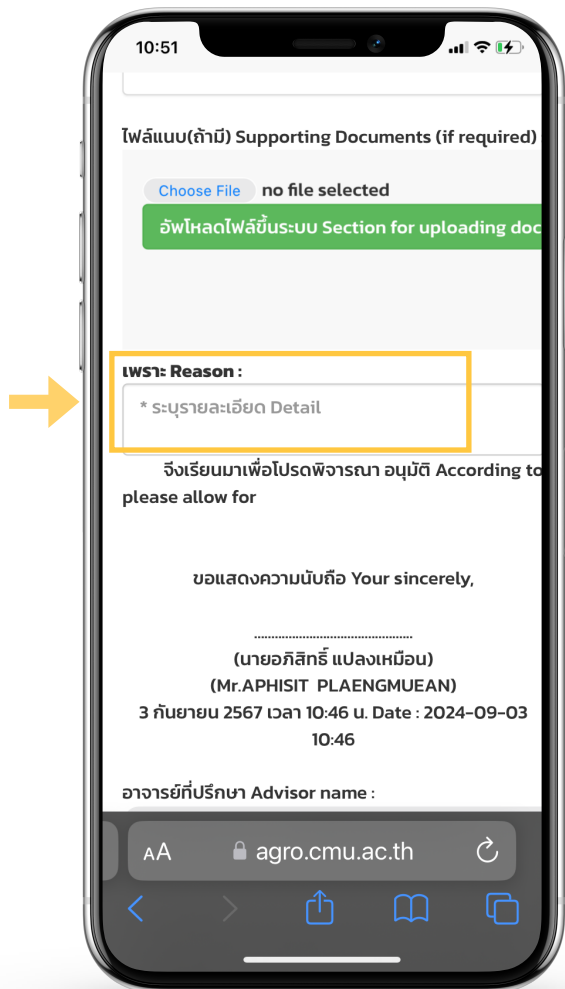 10:51
ไฟล์แนบ(ถ้ามี) Supporting Documents (if required)
Choose File no file selected
อัพโหลดไฟล์ขึ้นระบบ Section for uploading doc
เพราะ Reason :
* ระบุรายละเอียด Detail
จึงเรียนมาเพื่อโปรดพิจารณา อนุมัติ According to
please allow for
ขอแสดงความนับถือ Your sincerely,
............................................
(นายอภิสิทธิ์ แปลงเหมือน)
(Mr.APHISIT PLAENGMUEAN)
3 กันยายน 2567 เวลา 10:46 น. Date : 2024-09-03
10:46
อาจารย์ที่ปรึกษา Advisor name :
AA agro.cmu.ac.th